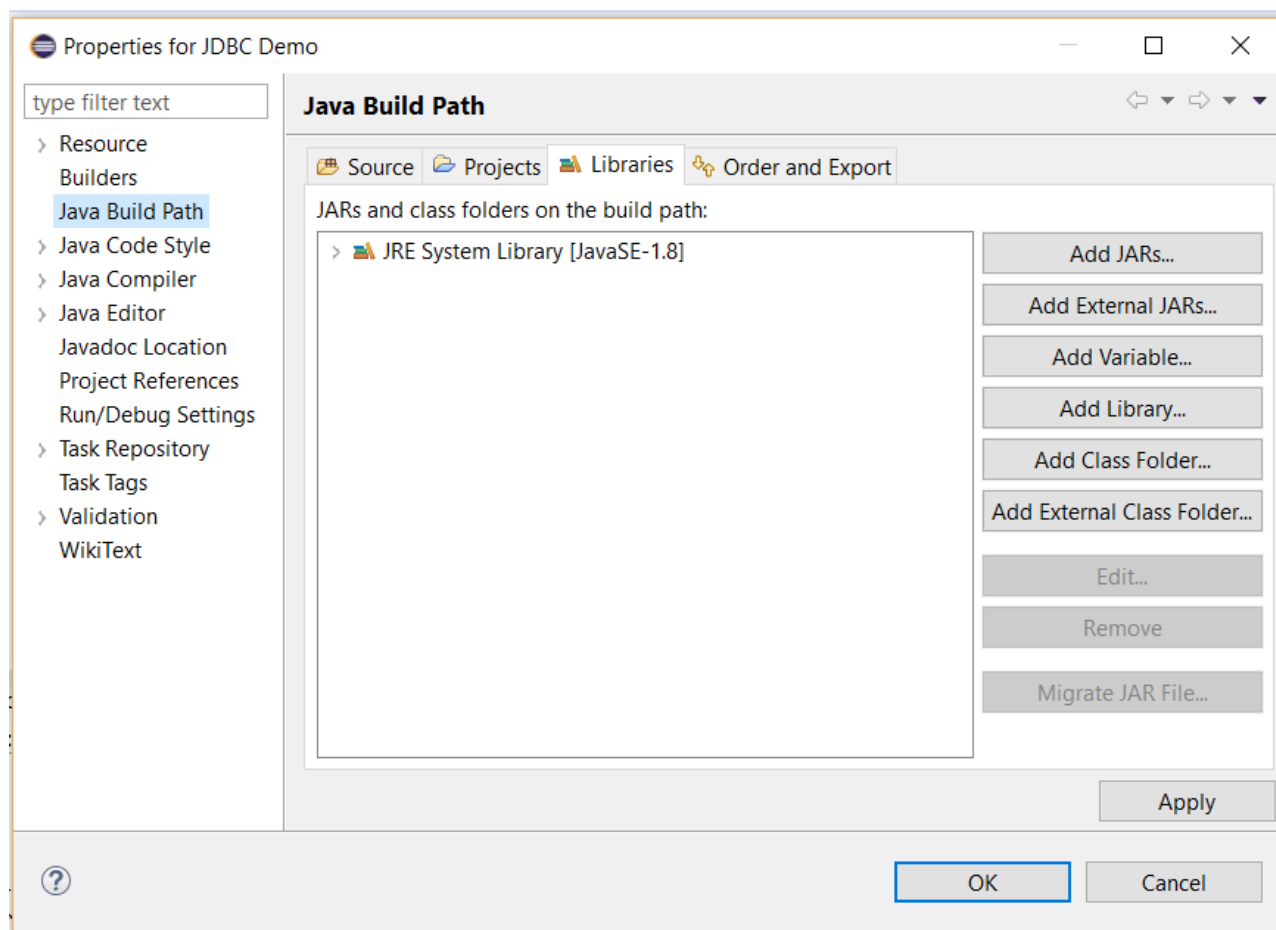 Properties for JDBC Demo
type filter text
Resource
Builders
Java Build Path
Java Code Style
Java Compiler
Java Editor
Javadoc Location
Project References
Run/Debug Settings
Task Repository
Task Tags
Validation
WikiText
Java Build Path
Source Projects Libraries Order and Export
JARs and class folders on the build path:
JRE System Library [JavaSE-1.8]
Add JARs...
Add External JARs...
Add Variable...
Add Library...
Add Class Folder...
Add External Class Folder...
Edit...
Remove
Migrate JAR File...
Apply
OK Cancel